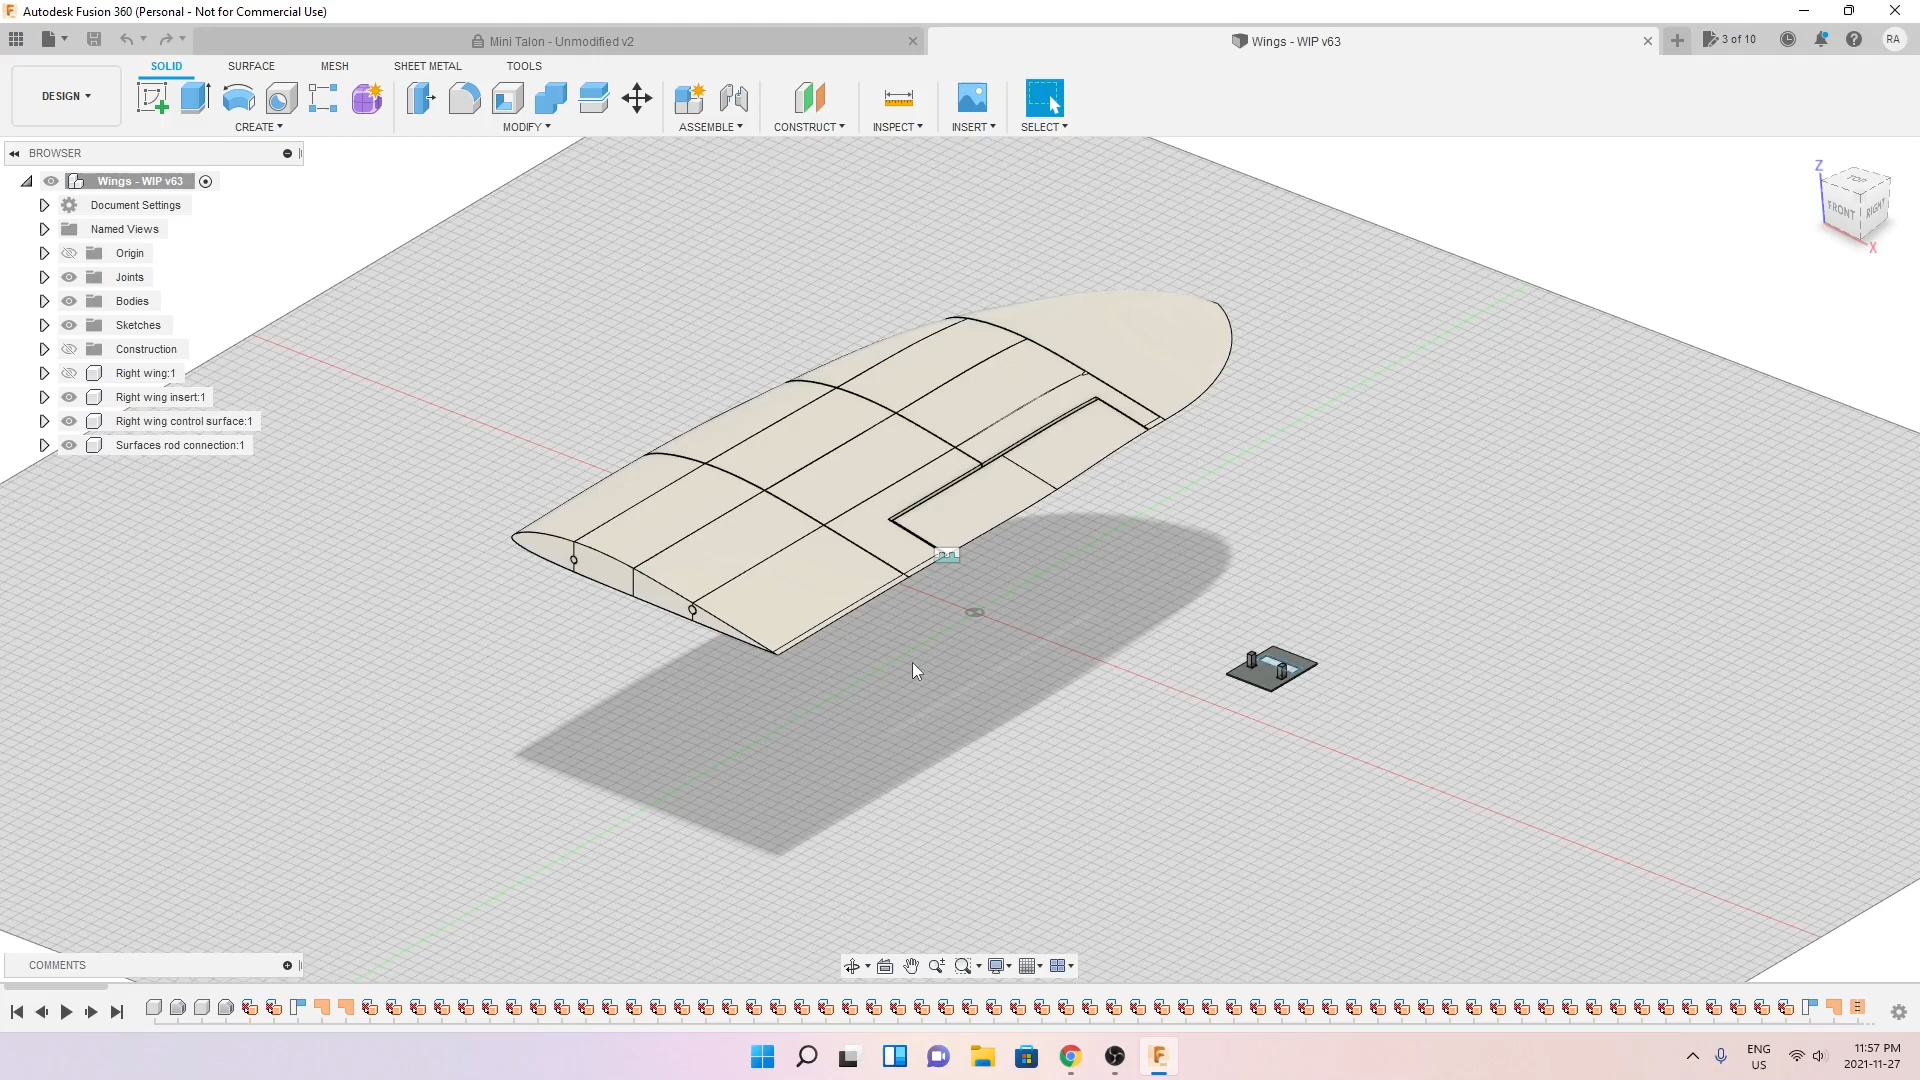 Autodesk Fusion 360 (Personal - Not for Commercial Use)
Mini Talon - Unmodified v2
Wings - WIP v63
3 of 10
RA
DESIGN
SOLID
SURFACE
MESH
SHEET METAL
TOOLS
CREATE
MODIFY
ASSEMBLE
CONSTRUCT
INSPECT
INSERT
SELECT
BROWSER
Wings - WIP v63
Document Settings
Named Views
Origin
Joints
Bodies
Sketches
Construction
Right wing:1
Right wing insert:1
Right wing control surface:1
Surfaces rod connection:1
Z
TOP
FRONT
RIGHT
X
COMMENTS
ENG
US
11:57 PM
2021-11-27